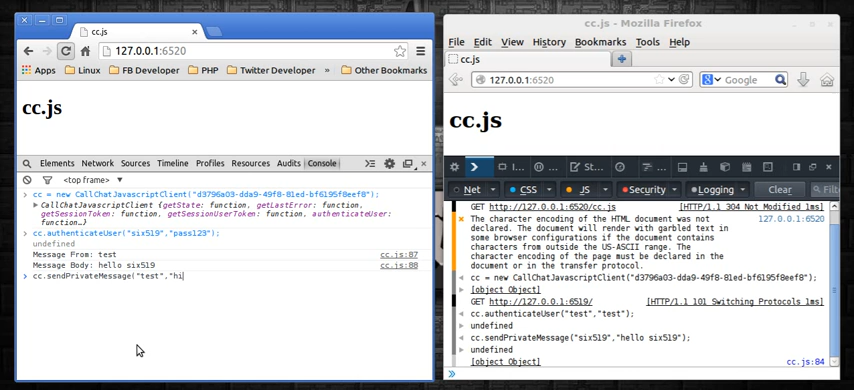 cc.js
127.0.0.1:6520
Apps Linux FB Developer PHP Twitter Developer » Other Bookmarks
cc.js
Elements Network Sources Timeline Profiles Resources Audits Console
<top frame> ▼
cc = new CallChatJavascriptClient("d3796a03-dda9-49f8-81ed-bf6195f8eef8");
CallChatJavascriptClient {getState: function, getLastError: function,
getSessionToken: function, getSessionUserToken: function, authenticateUser:
function…}
cc.authenticateUser("six519","pass123");
undefined
Message From: test cc.js:87
Message Body: hello six519 cc.js:88
cc.sendPrivateMessage("test","hi
cc.js - Mozilla Firefox
File Edit View History Bookmarks Tools Help
cc.js
127.0.0.1:6520 Google
cc.js
I... St...
Net CSS JS Security Logging Clear Filte
GET http://127.0.0.1:6520/cc.js [HTTP/1.1 304 Not Modified 1ms]
The character encoding of the HTML document was not 127.0.0.1:6520
declared. The document will render with garbled text in
some browser configurations if the document contains
characters from outside the US-ASCII range. The
character encoding of the page must be declared in the
document or in the transfer protocol.
cc = new CallChatJavascriptClient("d3796a03-dda9-49f8-81ed-bf6195f8eef8");
[object Object]
GET http://127.0.0.1:6519/ [HTTP/1.1 101 Switching Protocols 1ms]
cc.authenticateUser("test","test");
undefined
cc.sendPrivateMessage("six519","hello six519");
undefined
[object Object] cc.js:84